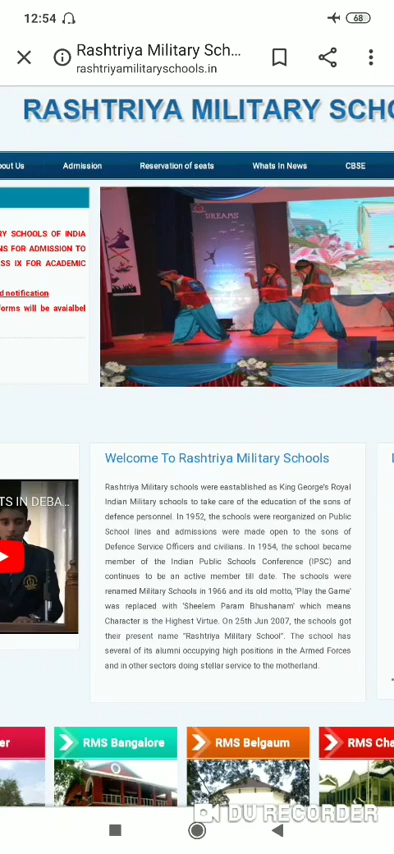 12:54
68
Rashtriya Military Sch...
rashtriyamilitaryschools.in
RASHTRIYA MILITARY SCHO
out Us Admission Reservation of seats Whats In News CBSE
RY SCHOOLS OF INDIA
NS FOR ADMISSION TO
SS IX FOR ACADEMIC
d notification
orms will be avaialbel
DREAMS
TS IN DEBA...
Welcome To Rashtriya Military Schools
Rashtriya Military schools were eastablished as King George's Royal
Indian Military schools to take care of the education of the sons of
defence personnel. In 1952, the schools were reorganized on Public
School lines and admissions were made open to the sons of
Defence Service Officers and civilians. In 1954, the school became
member of the Indian Public Schools Conference (IPSC) and
continues to be an active member till date. The schools were
renamed Military Schools in 1966 and its old motto, 'Play the Game'
was replaced with 'Sheelem Param Bhushanam' which means
Character is the Highest Virtue. On 25th Jun 2007, the schools got
their present name "Rashtriya Military School". The school has
several of its alumni occupying high positions in the Armed Forces
and in other sectors doing stellar service to the motherland.
er RMS Bangalore RMS Belgaum RMS Cha
DU RECORDER